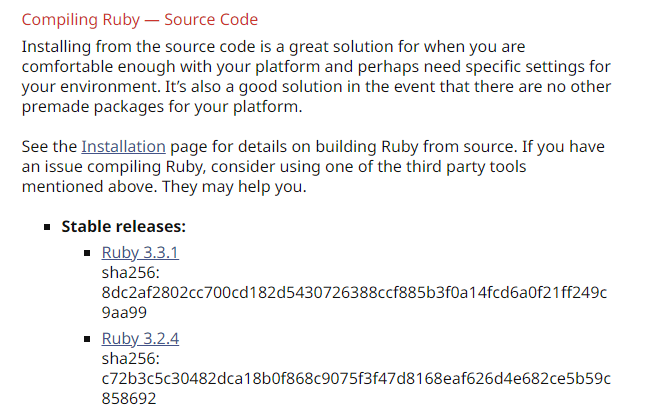 Compiling Ruby — Source Code
Installing from the source code is a great solution for when you are
comfortable enough with your platform and perhaps need specific settings for
your environment. It’s also a good solution in the event that there are no other
premade packages for your platform.
See the Installation page for details on building Ruby from source. If you have
an issue compiling Ruby, consider using one of the third party tools
mentioned above. They may help you.
Stable releases:
Ruby 3.3.1
sha256:
8dc2af2802cc700cd182d5430726388ccf885b3f0a14fcd6a0f21ff249c
9aa99
Ruby 3.2.4
sha256:
c72b3c5c30482dca18b0f868c9075f3f47d8168eaf626d4e682ce5b59c
858692